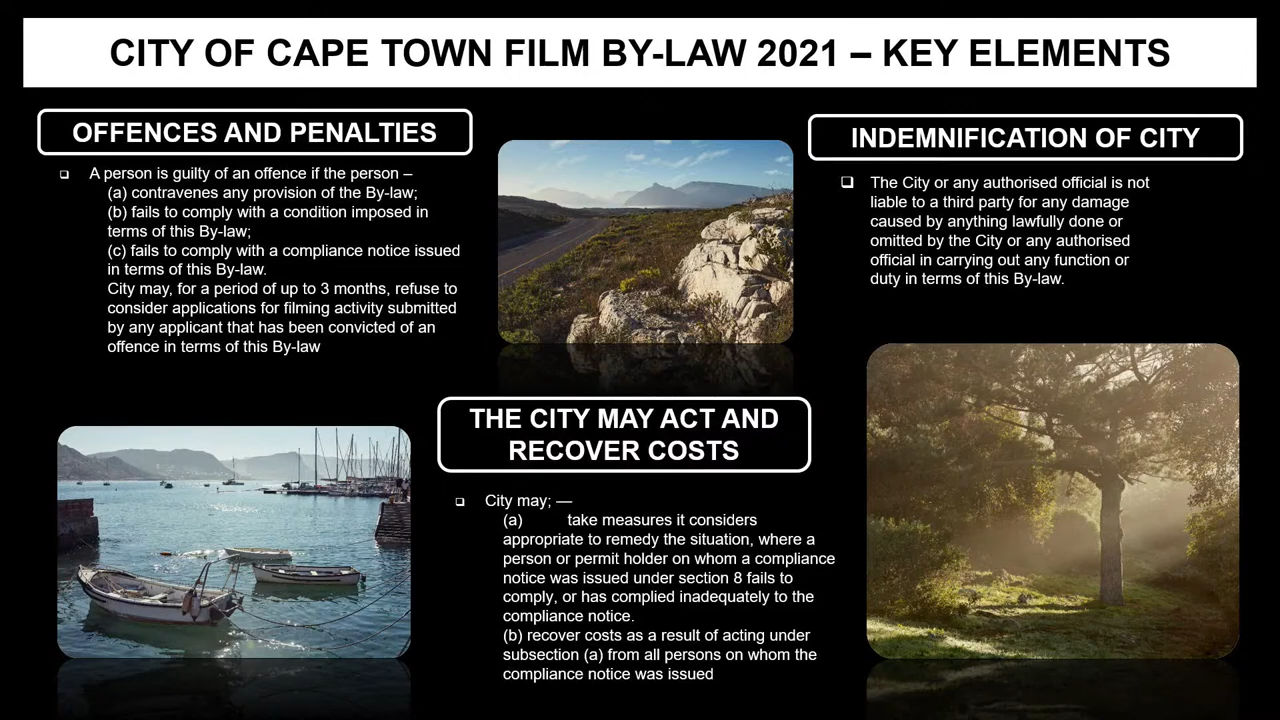 CITY OF CAPE TOWN FILM BY-LAW 2021 – KEY ELEMENTS
OFFENCES AND PENALTIES
A person is guilty of an offence if the person –
(a) contravenes any provision of the By-law;
(b) fails to comply with a condition imposed in
terms of this By-law;
(c) fails to comply with a compliance notice issued
in terms of this By-law.
City may, for a period of up to 3 months, refuse to
consider applications for filming activity submitted
by any applicant that has been convicted of an
offence in terms of this By-law
THE CITY MAY ACT AND
RECOVER COSTS
City may; —
(a) take measures it considers
appropriate to remedy the situation, where a
person or permit holder on whom a compliance
notice was issued under section 8 fails to
comply, or has complied inadequately to the
compliance notice.
(b) recover costs as a result of acting under
subsection (a) from all persons on whom the
compliance notice was issued
INDEMNIFICATION OF CITY
The City or any authorised official is not
liable to a third party for any damage
caused by anything lawfully done or
omitted by the City or any authorised
official in carrying out any function or
duty in terms of this By-law.